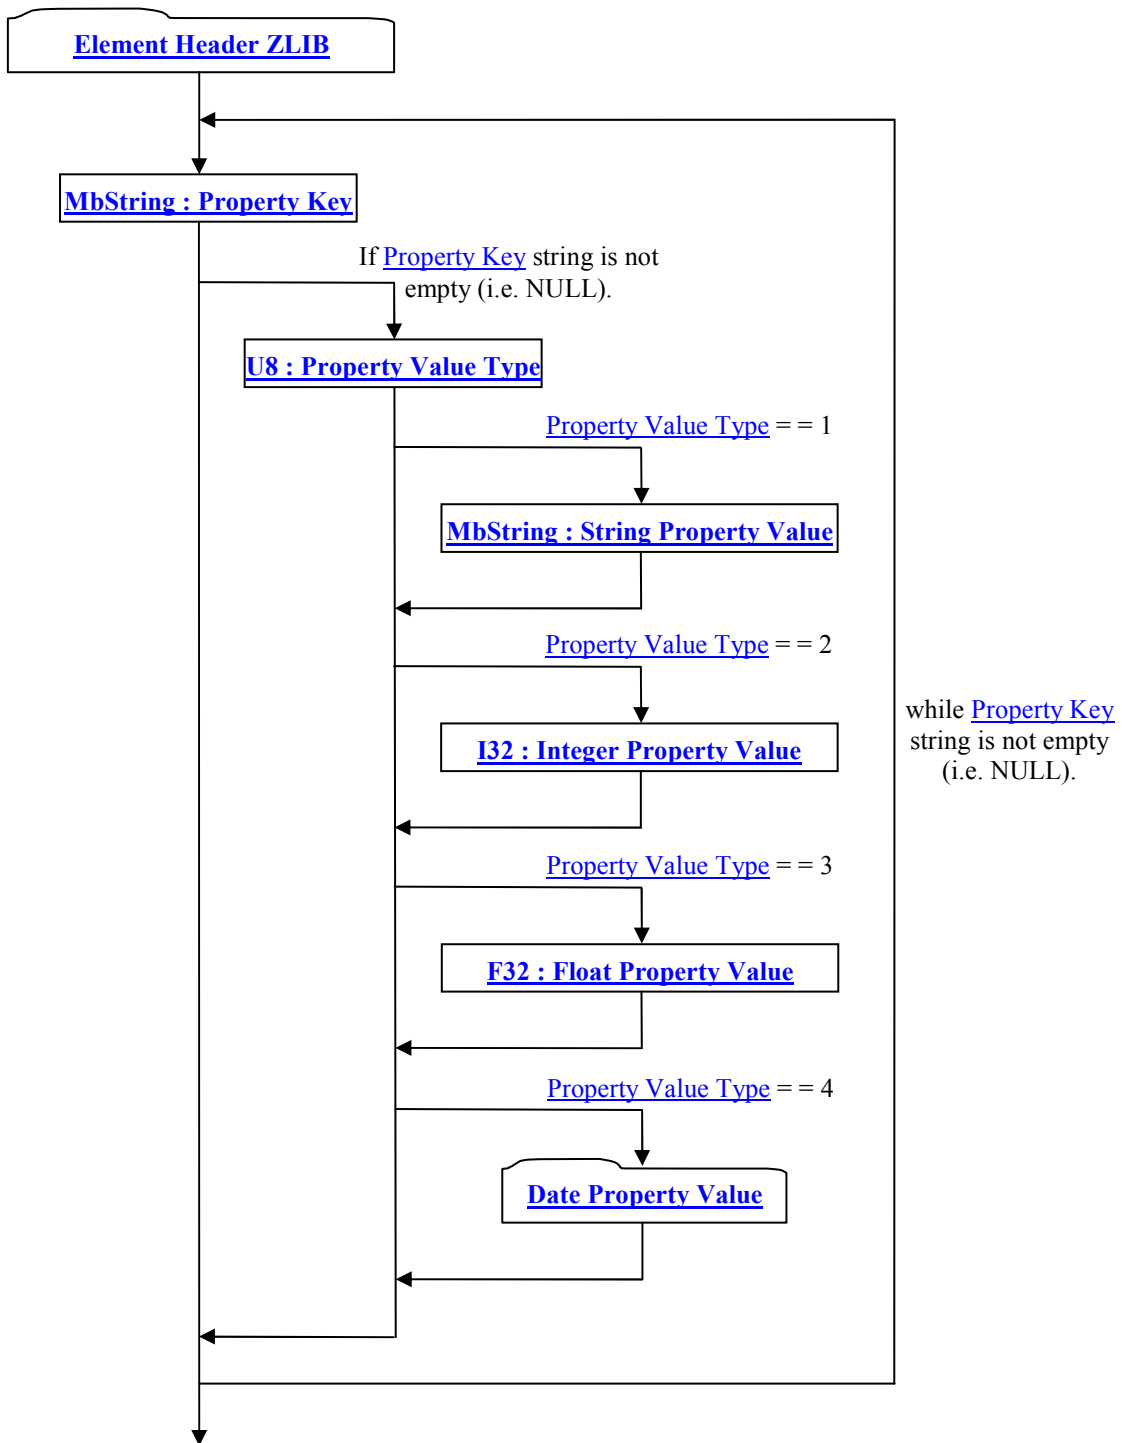 Element Header ZLIB
MbString : Property Key
If Property Key string is not
empty (i.e. NULL).
U8 : Property Value Type
Property Value Type = = 1
MbString : String Property Value
Property Value Type = = 2
I32 : Integer Property Value
while Property Key
string is not empty
(i.e. NULL).
Property Value Type = = 3
F32 : Float Property Value
Property Value Type = = 4
Date Property Value